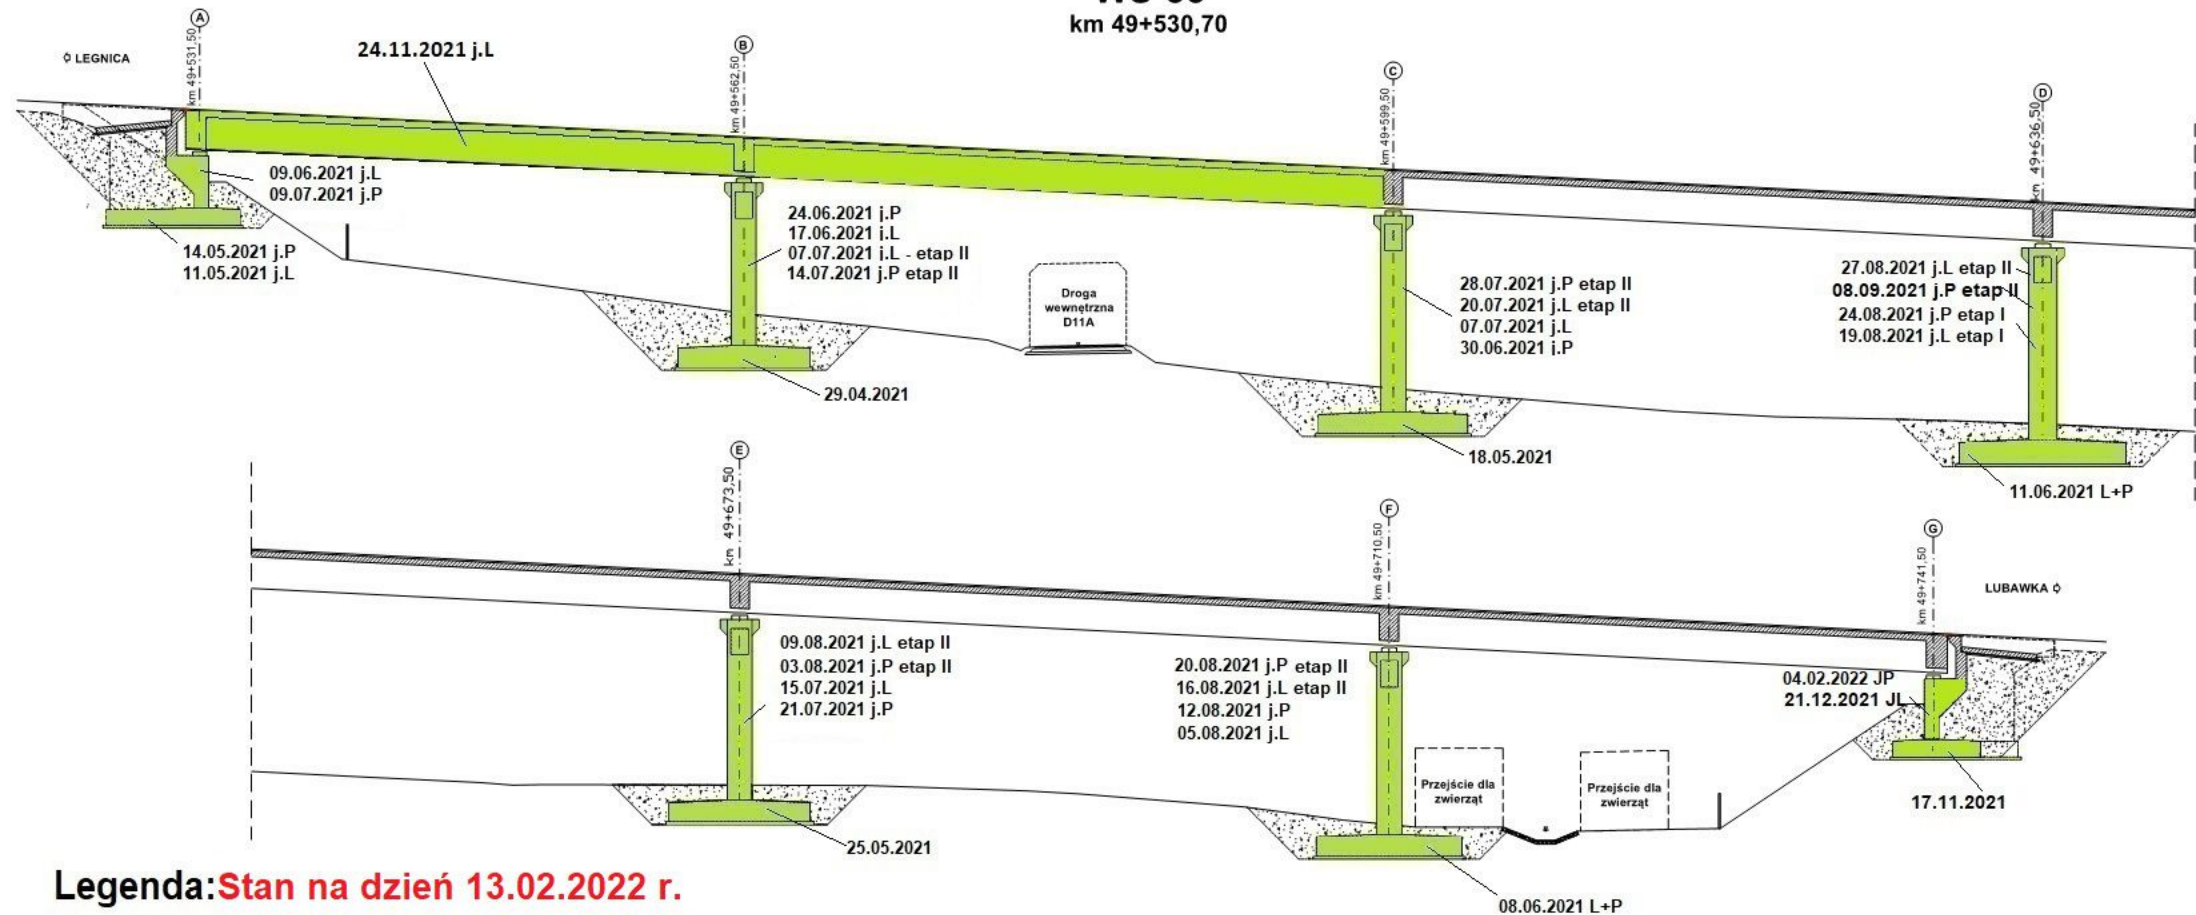 km 49+530,70
A
B
C
D
LEGNICA
km 49+531,50
km 49+562,50
km 49+599,50
km 49+636,50
24.11.2021 j.L
09.06.2021 j.L
09.07.2021 j.P
14.05.2021 j.P
11.05.2021 j.L
24.06.2021 j.P
17.06.2021 j.L
07.07.2021 j.L - etap II
14.07.2021 j.P etap II
29.04.2021
Droga
wewnętrzna
D11A
28.07.2021 j.P etap II
20.07.2021 j.L etap II
07.07.2021 j.L
30.06.2021 j.P
18.05.2021
27.08.2021 j.L etap II
08.09.2021 j.P etap II
24.08.2021 j.P etap I
19.08.2021 j.L etap I
11.06.2021 L+P
E
F
G
km 49+673,50
km 49+710,50
km 49+741,50
LUBAWKA
09.08.2021 j.L etap II
03.08.2021 j.P etap II
15.07.2021 j.L
21.07.2021 j.P
25.05.2021
20.08.2021 j.P etap II
16.08.2021 j.L etap II
12.08.2021 j.P
05.08.2021 j.L
Przejście dla
zwierząt
Przejście dla
zwierząt
04.02.2022 JP
21.12.2021 JL
17.11.2021
08.06.2021 L+P
Legenda:Stan na dzień 13.02.2022 r.